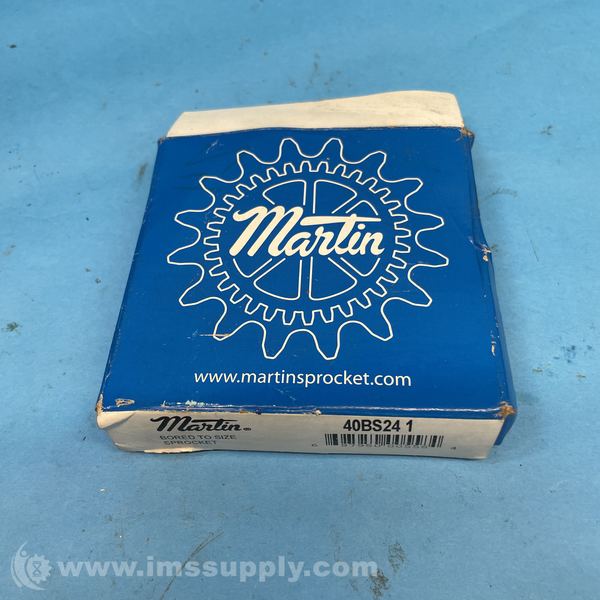 Martin
www.martinsprocket.com
Martin®
BORED TO SIZE
SPROCKET
40BS24 1
www.imssupply.com